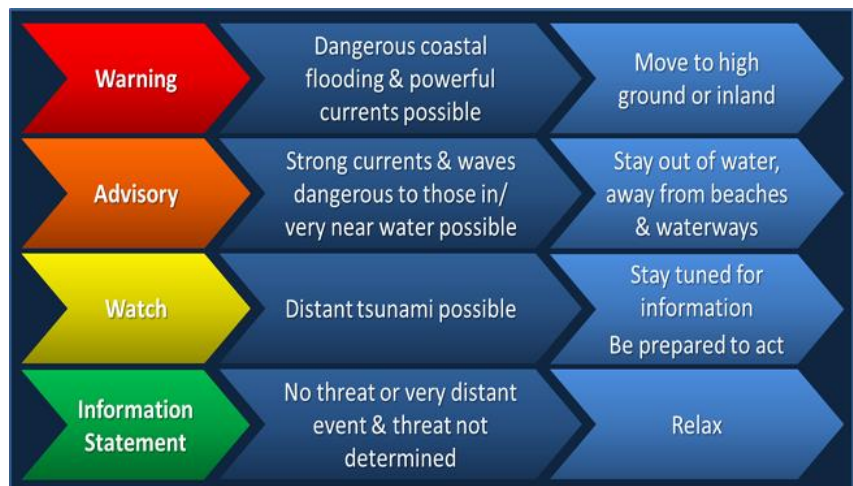 Warning
Dangerous coastal
flooding & powerful
currents possible
Move to high
ground or inland
Advisory
Strong currents & waves
dangerous to those in/
very near water possible
Stay out of water,
away from beaches
& waterways
Watch
Distant tsunami possible
Stay tuned for
information
Be prepared to act
Information
Statement
No threat or very distant
event & threat not
determined
Relax